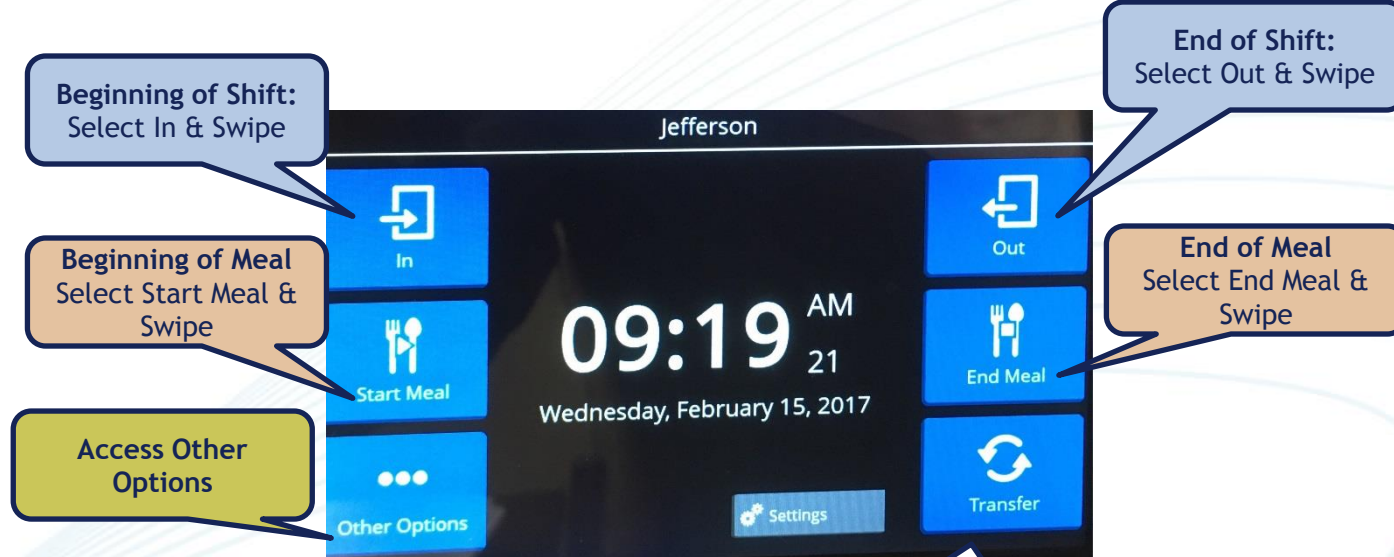 Beginning of Shift:
Select In & Swipe
End of Shift:
Select Out & Swipe
Jefferson
In
Out
Beginning of Meal
Select Start Meal &
Swipe
End of Meal
Select End Meal &
Swipe
09:19 AM
21
Wednesday, February 15, 2017
Start Meal
End Meal
Access Other
Options
Other Options
Settings
Transfer